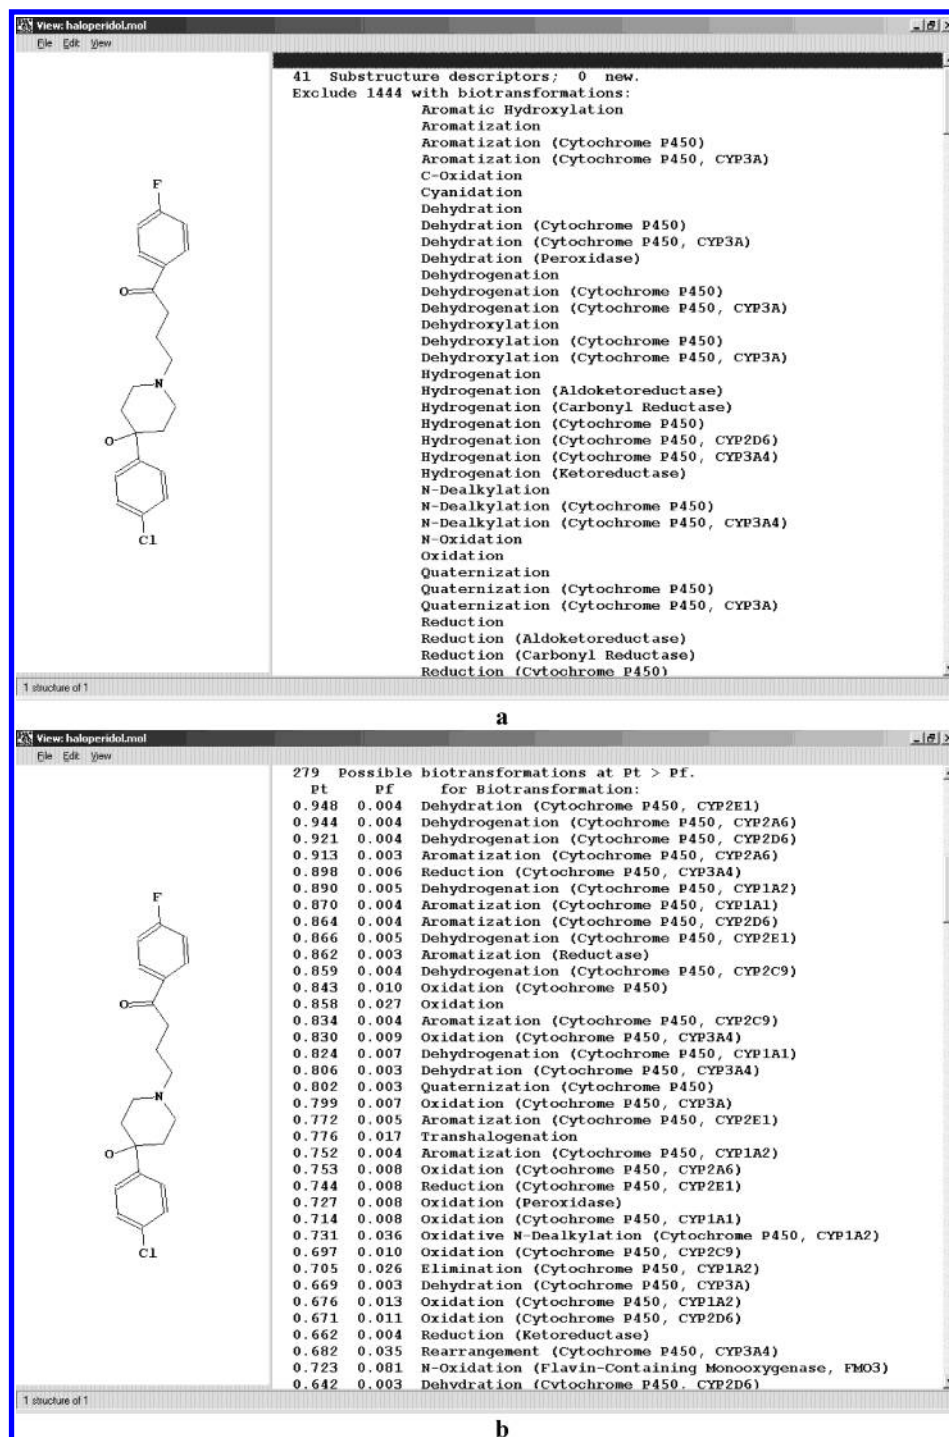 View: haloperidol.mol
File Edit View
41 Substructure descriptors; 0 new.
Exclude 1444 with biotransformations:
Aromatic Hydroxylation
Aromatization
Aromatization (Cytochrome P450)
Aromatization (Cytochrome P450, CYP3A)
C-Oxidation
Cyanidation
Dehydration
Dehydration (Cytochrome P450)
Dehydration (Cytochrome P450, CYP3A)
Dehydration (Peroxidase)
Dehydrogenation
Dehydrogenation (Cytochrome P450)
Dehydrogenation (Cytochrome P450, CYP3A)
Dehydroxylation
Dehydroxylation (Cytochrome P450)
Dehydroxylation (Cytochrome P450, CYP3A)
Hydrogenation
Hydrogenation (Aldoketoreductase)
Hydrogenation (Carbonyl Reductase)
Hydrogenation (Cytochrome P450)
Hydrogenation (Cytochrome P450, CYP2D6)
Hydrogenation (Cytochrome P450, CYP3A4)
Hydrogenation (Ketoreductase)
N-Dealkylation
N-Dealkylation (Cytochrome P450)
N-Dealkylation (Cytochrome P450, CYP3A4)
N-Oxidation
Oxidation
Quaternization
Quaternization (Cytochrome P450)
Quaternization (Cytochrome P450, CYP3A)
Reduction
Reduction (Aldoketoreductase)
Reduction (Carbonyl Reductase)
Reduction (Cytochrome P450)
F
O
N
O
Cl
1 structure of 1
a
View: haloperidol.mol
File Edit View
279 Possible biotransformations at Pt > Pf.
Pt Pf for Biotransformation:
0.948 0.004 Dehydration (Cytochrome P450, CYP2E1)
0.944 0.004 Dehydrogenation (Cytochrome P450, CYP2A6)
0.921 0.004 Dehydrogenation (Cytochrome P450, CYP2D6)
0.913 0.003 Aromatization (Cytochrome P450, CYP2A6)
0.898 0.006 Reduction (Cytochrome P450, CYP3A4)
0.890 0.005 Dehydrogenation (Cytochrome P450, CYP1A2)
0.870 0.004 Aromatization (Cytochrome P450, CYP1A1)
0.864 0.004 Aromatization (Cytochrome P450, CYP2D6)
0.866 0.005 Dehydrogenation (Cytochrome P450, CYP2E1)
0.862 0.003 Aromatization (Reductase)
0.859 0.004 Dehydrogenation (Cytochrome P450, CYP2C9)
0.843 0.010 Oxidation (Cytochrome P450)
0.858 0.027 Oxidation
0.834 0.004 Aromatization (Cytochrome P450, CYP2C9)
0.830 0.009 Oxidation (Cytochrome P450, CYP3A4)
0.824 0.007 Dehydrogenation (Cytochrome P450, CYP1A1)
0.806 0.003 Dehydration (Cytochrome P450, CYP3A4)
0.802 0.003 Quaternization (Cytochrome P450)
0.799 0.007 Oxidation (Cytochrome P450, CYP3A)
0.772 0.005 Aromatization (Cytochrome P450, CYP2E1)
0.776 0.017 Transhalogenation
0.752 0.004 Aromatization (Cytochrome P450, CYP1A2)
0.753 0.008 Oxidation (Cytochrome P450, CYP2A6)
0.744 0.008 Reduction (Cytochrome P450, CYP2E1)
0.727 0.008 Oxidation (Peroxidase)
0.714 0.008 Oxidation (Cytochrome P450, CYP1A1)
0.731 0.036 Oxidative N-Dealkylation (Cytochrome P450, CYP1A2)
0.697 0.010 Oxidation (Cytochrome P450, CYP2C9)
0.705 0.026 Elimination (Cytochrome P450, CYP1A2)
0.669 0.003 Dehydration (Cytochrome P450, CYP3A)
0.676 0.013 Oxidation (Cytochrome P450, CYP1A2)
0.671 0.011 Oxidation (Cytochrome P450, CYP2D6)
0.662 0.004 Reduction (Ketoreductase)
0.682 0.035 Rearrangement (Cytochrome P450, CYP3A4)
0.723 0.081 N-Oxidation (Flavin-Containing Monooxygenase, FMO3)
0.642 0.003 Dehydration (Cytochrome P450, CYP2D6)
F
O
N
O
Cl
1 structure of 1
b